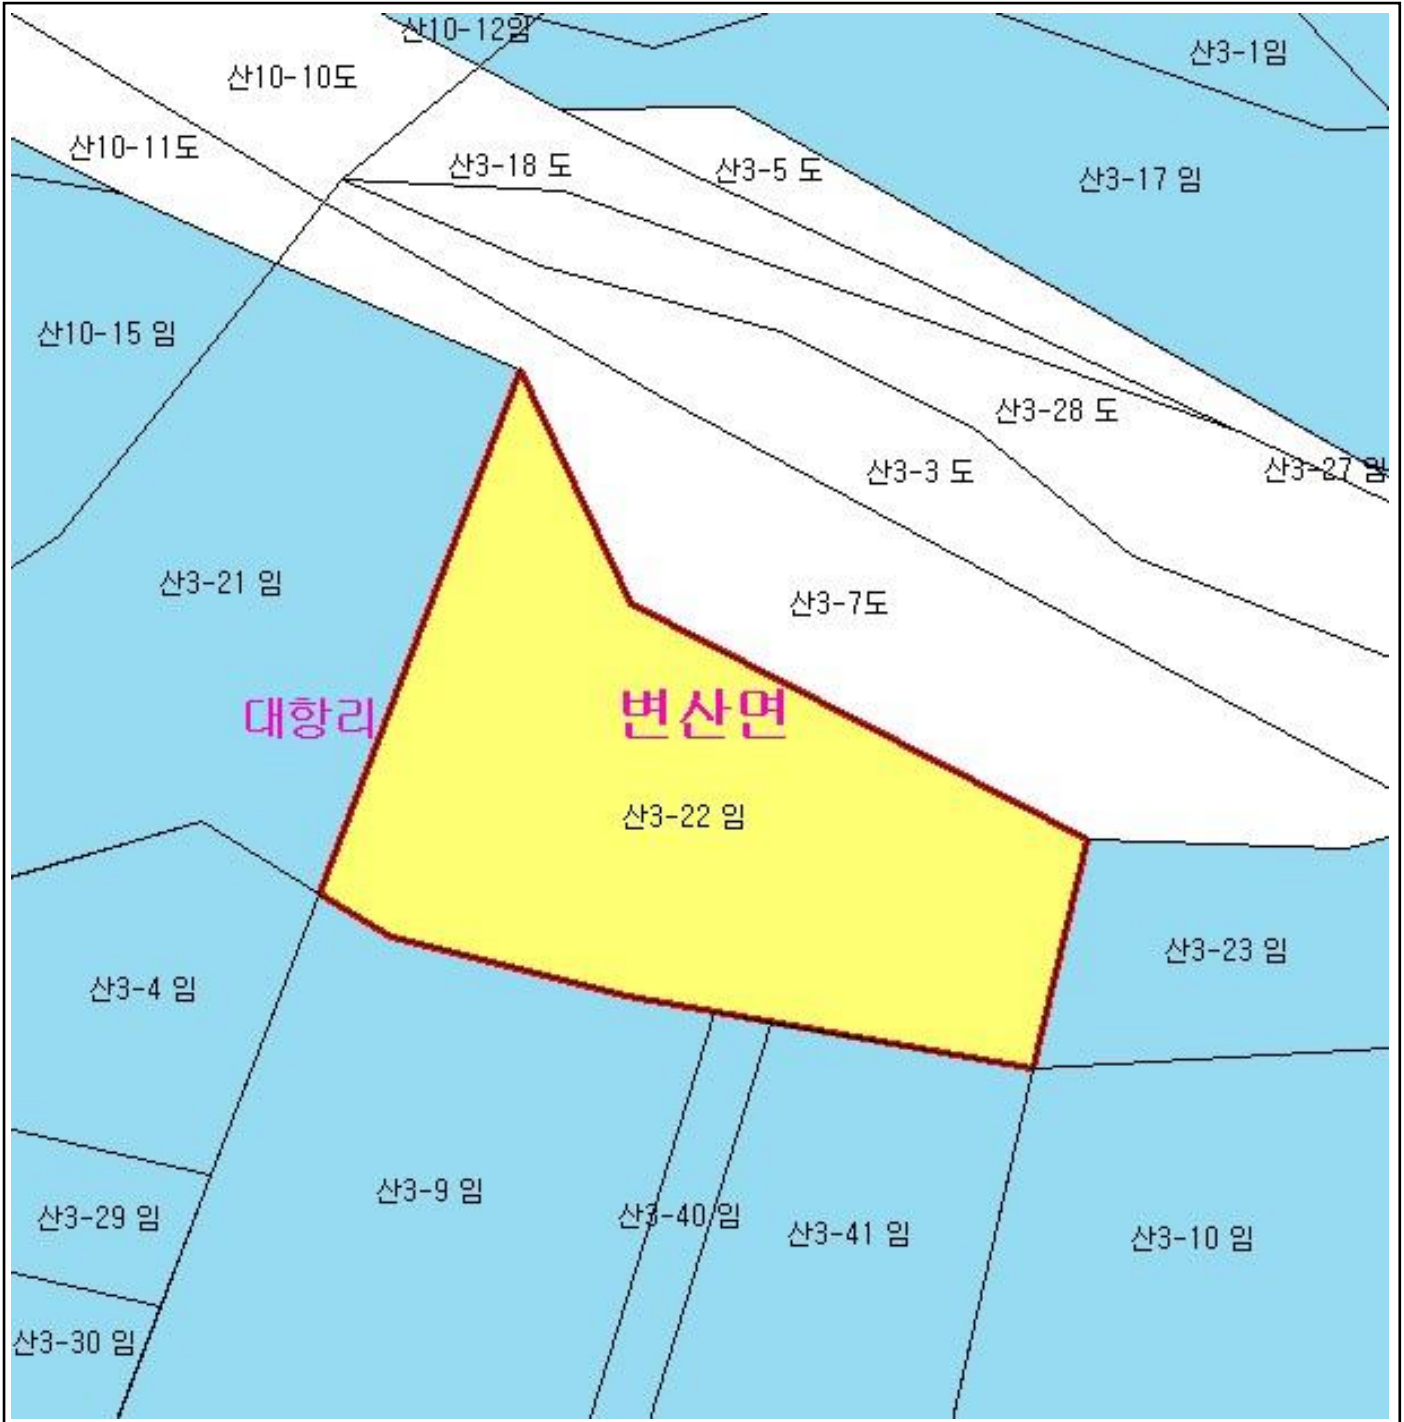 산10-12임
산3-1임
산10-10도
산10-11도
산3-18 도
산3-5 도
산3-17 임
산10-15 임
산3-28 도
산3-3 도
산3-27 임
산3-21 임
산3-7도
대항리
변산면
산3-22 임
산3-23 임
산3-4 임
산3-9 임
산3-29 임
산3-40 임
산3-41 임
산3-10 임
산3-30 임